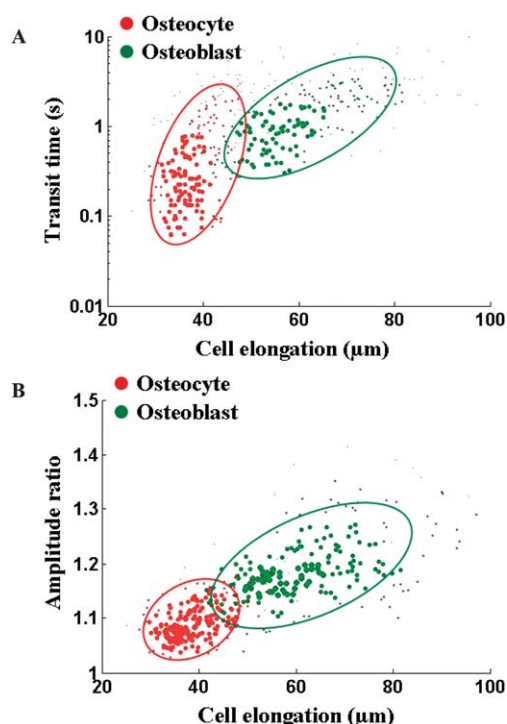 A
Osteocyte
Osteoblast
10
1
0.1
0.01
Transit time (s)
20
40
60
80
100
Cell elongation (µm)
B
Osteocyte
Osteoblast
1.5
1.4
1.3
1.2
1.1
1
Amplitude ratio
20
40
60
80
100
Cell elongation (µm)